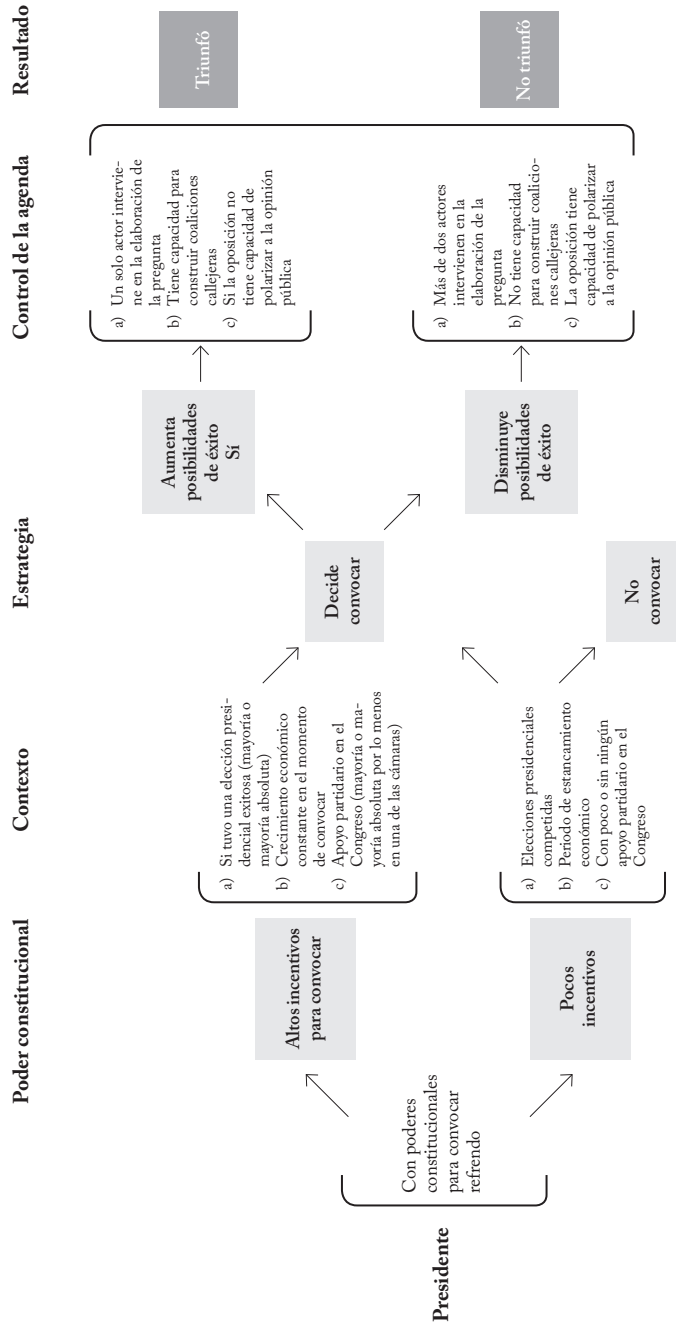 Poder constitucional
Contexto
Estrategia
Control de la agenda
Resultado
Presidente
Con poderes
constitucionales
para convocar
refrendo
Altos incentivos
para convocar
a) Si tuvo una elección presi-
dencial exitosa (mayoría o
mayoría absoluta)
b) Crecimiento económico
constante en el momento
de convocar
c) Apoyo partidario en el
Congreso (mayoría o ma-
yoría absoluta por lo menos
en una de las cámaras)
Decide
convocar
Aumenta
posibilidades
de éxito
Sí
a) Un solo actor intervie-
ne en la elaboración de
la pregunta
b) Tiene capacidad para
construir coaliciones
callejeras
c) Si la oposición no
tiene capacidad de
polarizar a la opinión
pública
Triunfó
Pocos
incentivos
a) Elecciones presidenciales
competidas
b) Periodo de estancamiento
económico
c) Con poco o sin ningún
apoyo partidario en el
Congreso
No
convocar
Disminuye
posibilidades
de éxito
a) Más de dos actores
intervienen en la
elaboración de la
pregunta
b) No tiene capacidad
para construir coalicio-
nes callejeras
c) La oposición tiene
capacidad de polarizar
a la opinión pública
No triunfó